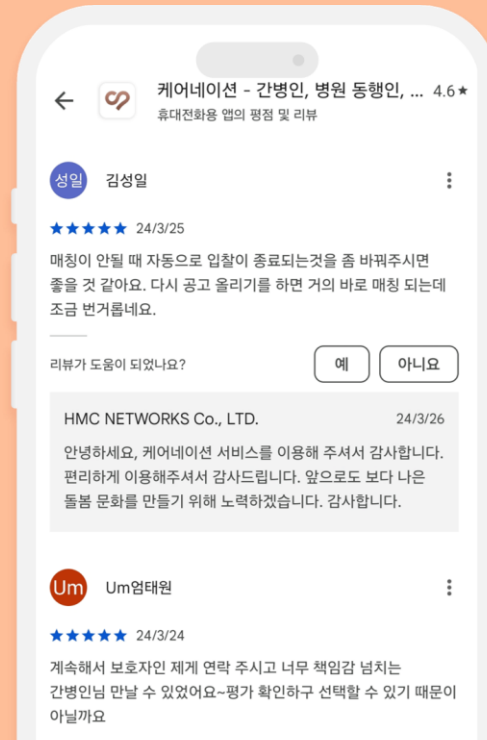 케어네이션 - 간병인, 병원 동행인, ... 4.6★
휴대전화용 앱의 평점 및 리뷰
성일 김성일
★★★★★ 24/3/25
매칭이 안될 때 자동으로 입찰이 종료되는것을 좀 바꿔주시면
좋을 것 같아요. 다시 공고 올리기를 하면 거의 바로 매칭 되는데
조금 번거롭네요.
리뷰가 도움이 되었나요? 예 아니요
HMC NETWORKS Co., LTD. 24/3/26
안녕하세요, 케어네이션 서비스를 이용해 주셔서 감사합니다.
편리하게 이용해주셔서 감사드립니다. 앞으로도 보다 나은
돌봄 문화를 만들기 위해 노력하겠습니다. 감사합니다.
Um Um엄태원
★★★★★ 24/3/24
계속해서 보호자인 제게 연락 주시고 너무 책임감 넘치는
간병인님 만날 수 있었어요~평가 확인하구 선택할 수 있기 때문이
아닐까요